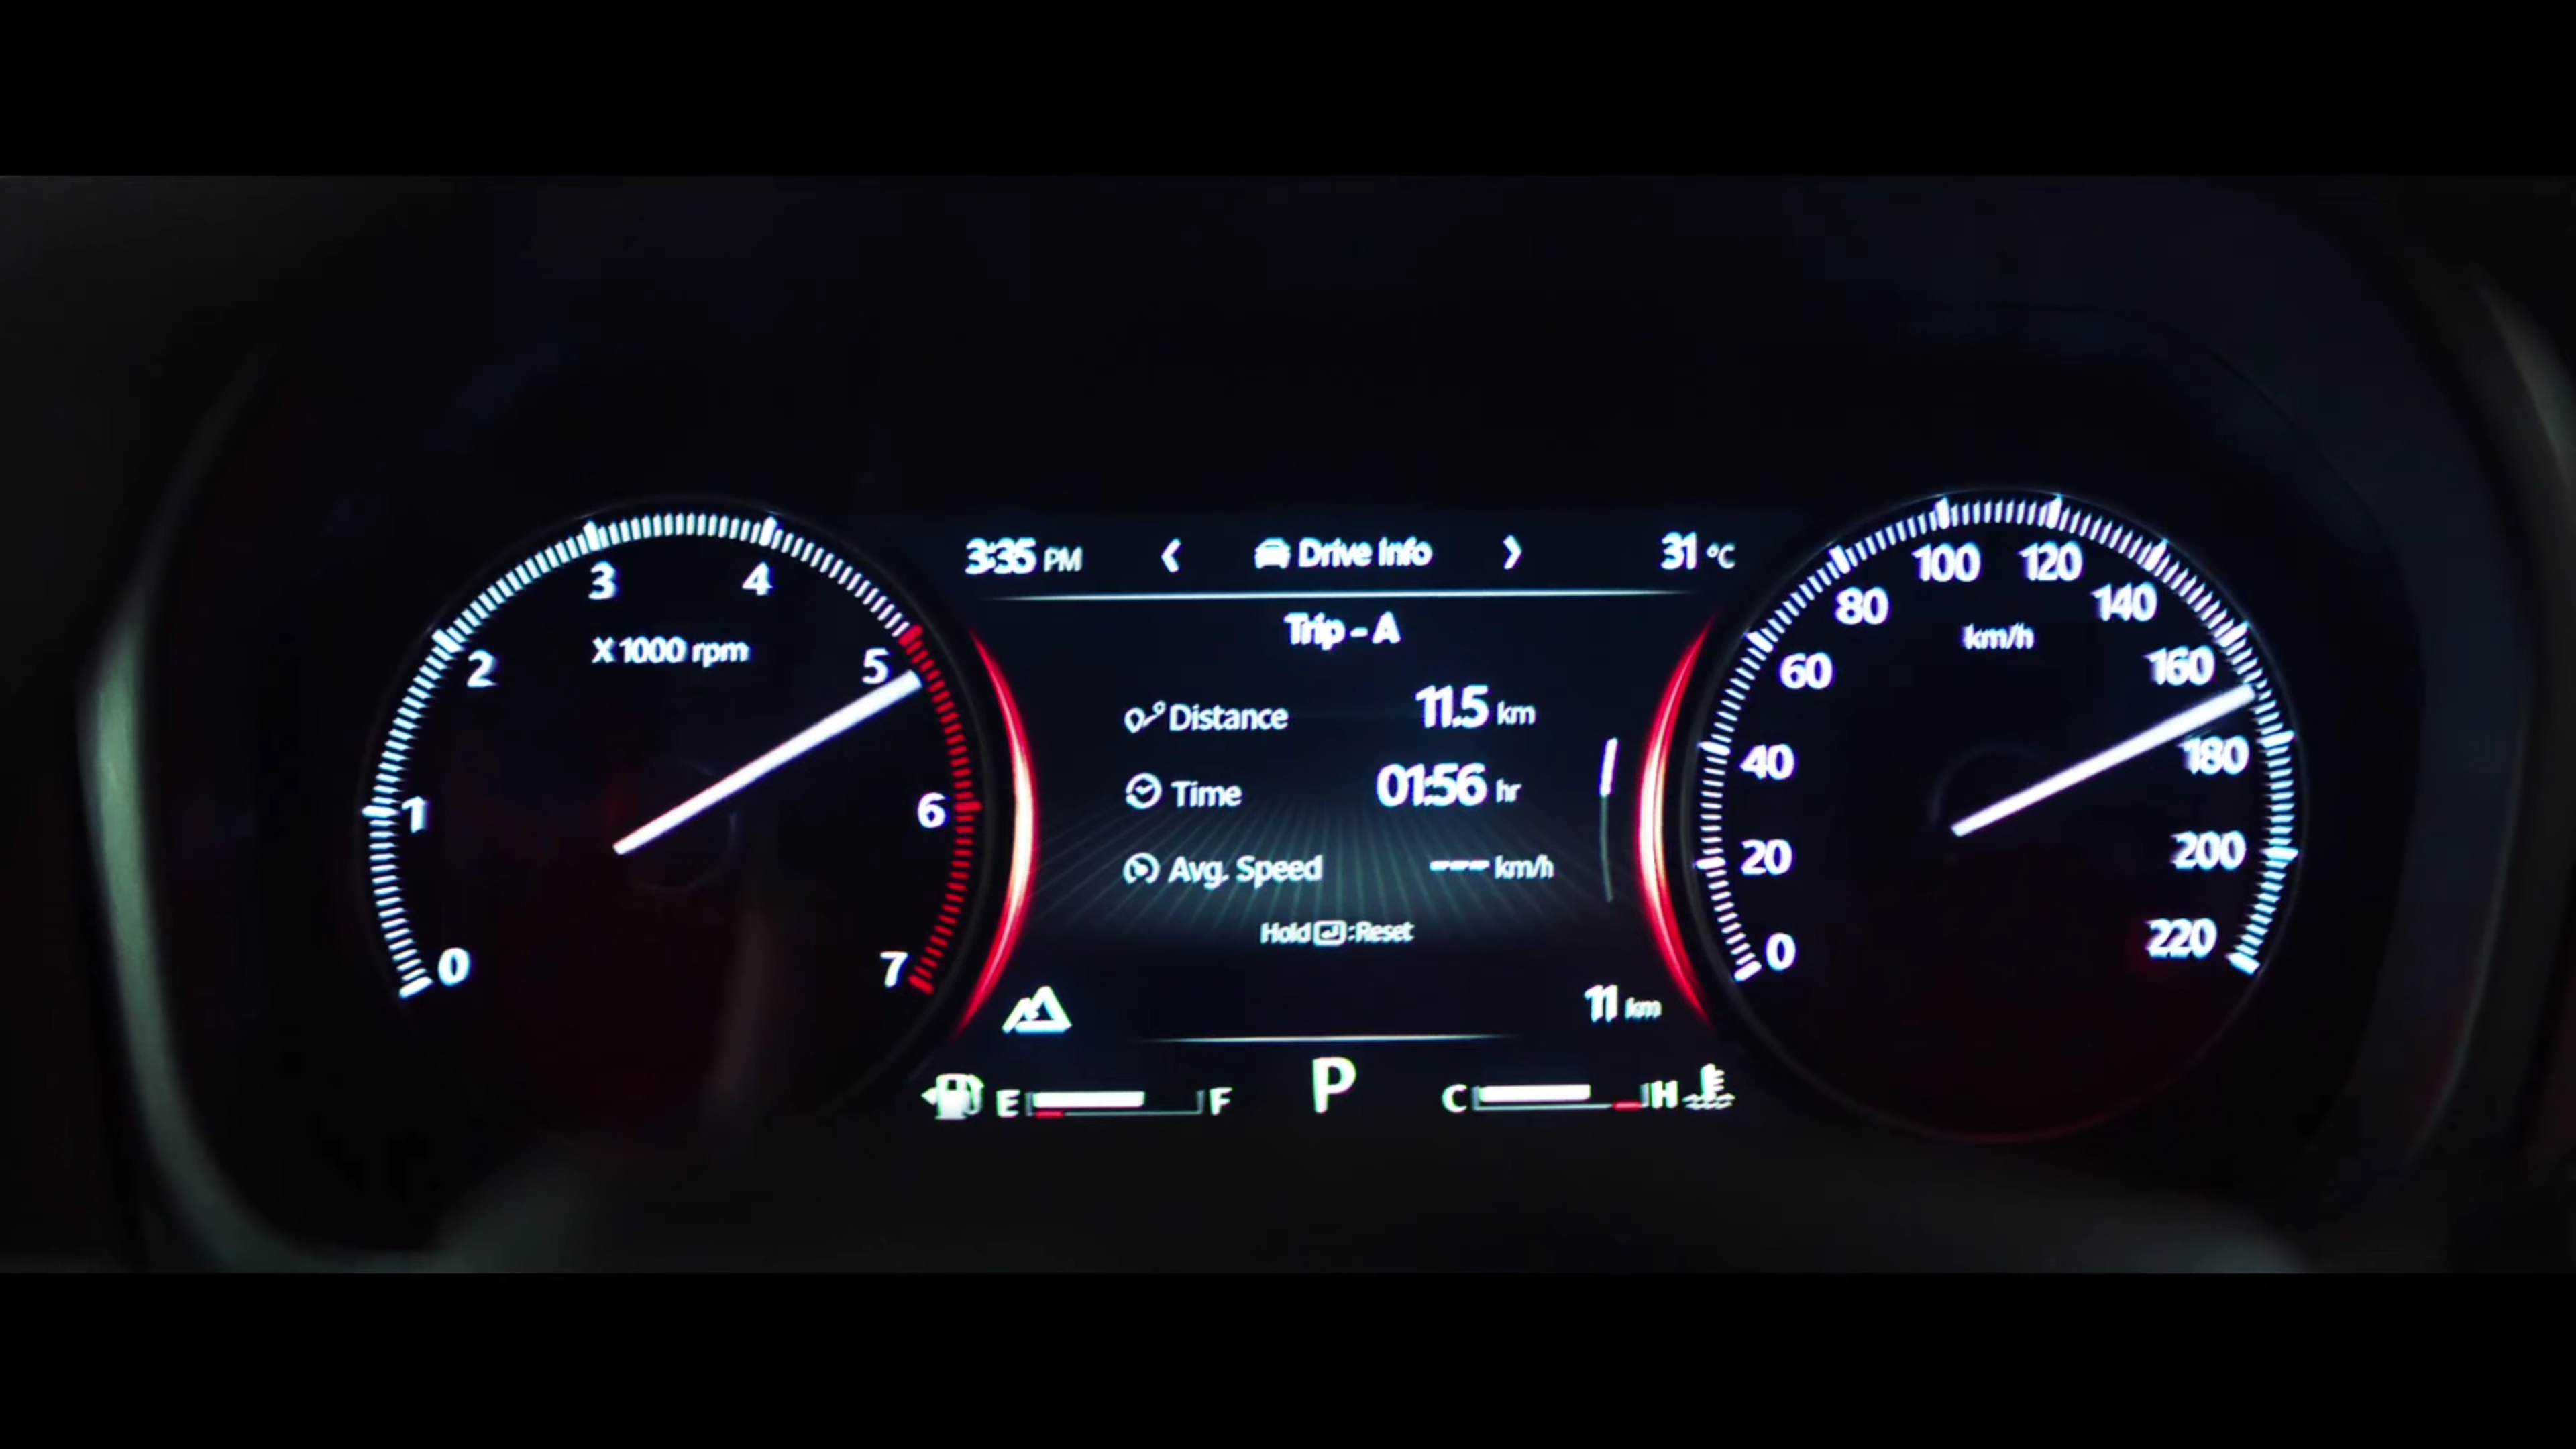 3:35 PM
Drive Info
31 °C
Trip - A
Distance 11.5 km
Time 01:56 hr
Avg. Speed --- km/h
Hold :Reset
11 km
E F
P
C H
X 1000 rpm
0
1
2
3
4
5
6
7
km/h
0
20
40
60
80
100
120
140
160
180
200
220